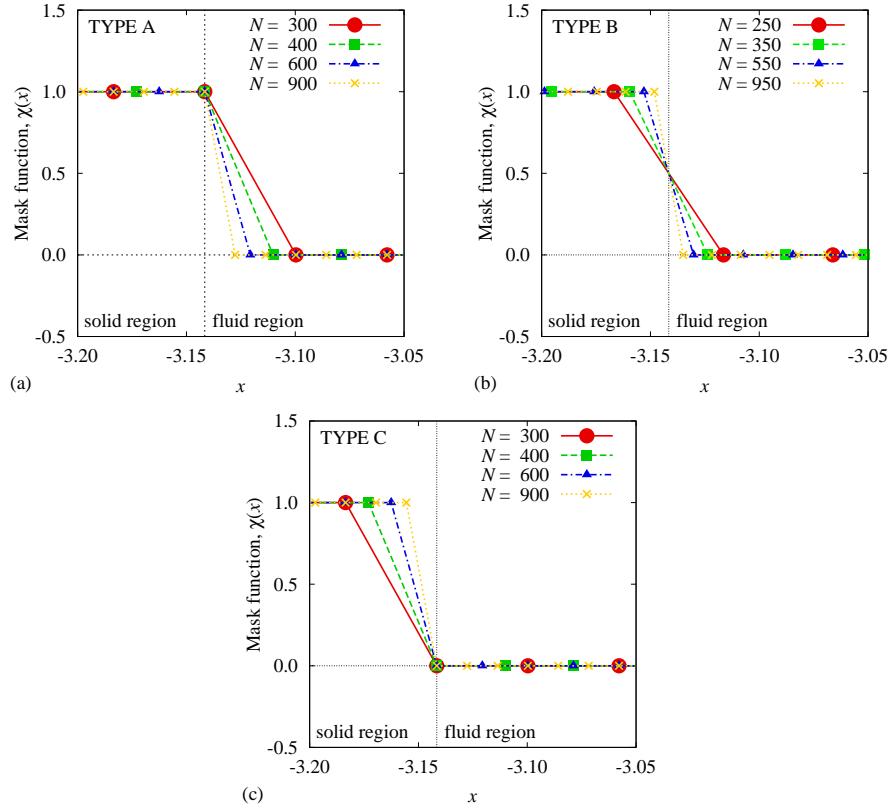 TYPE A
N = 300
N = 400
N = 600
N = 900
1.5
1.0
0.5
0.0
-0.5
Mask function, χ(x)
solid region
fluid region
-3.20
-3.15
-3.10
-3.05
x
(a)
TYPE B
N = 250
N = 350
N = 550
N = 950
1.5
1.0
0.5
0.0
-0.5
Mask function, χ(x)
solid region
fluid region
-3.20
-3.15
-3.10
-3.05
x
(b)
TYPE C
N = 300
N = 400
N = 600
N = 900
1.5
1.0
0.5
0.0
-0.5
Mask function, χ(x)
solid region
fluid region
-3.20
-3.15
-3.10
-3.05
x
(c)